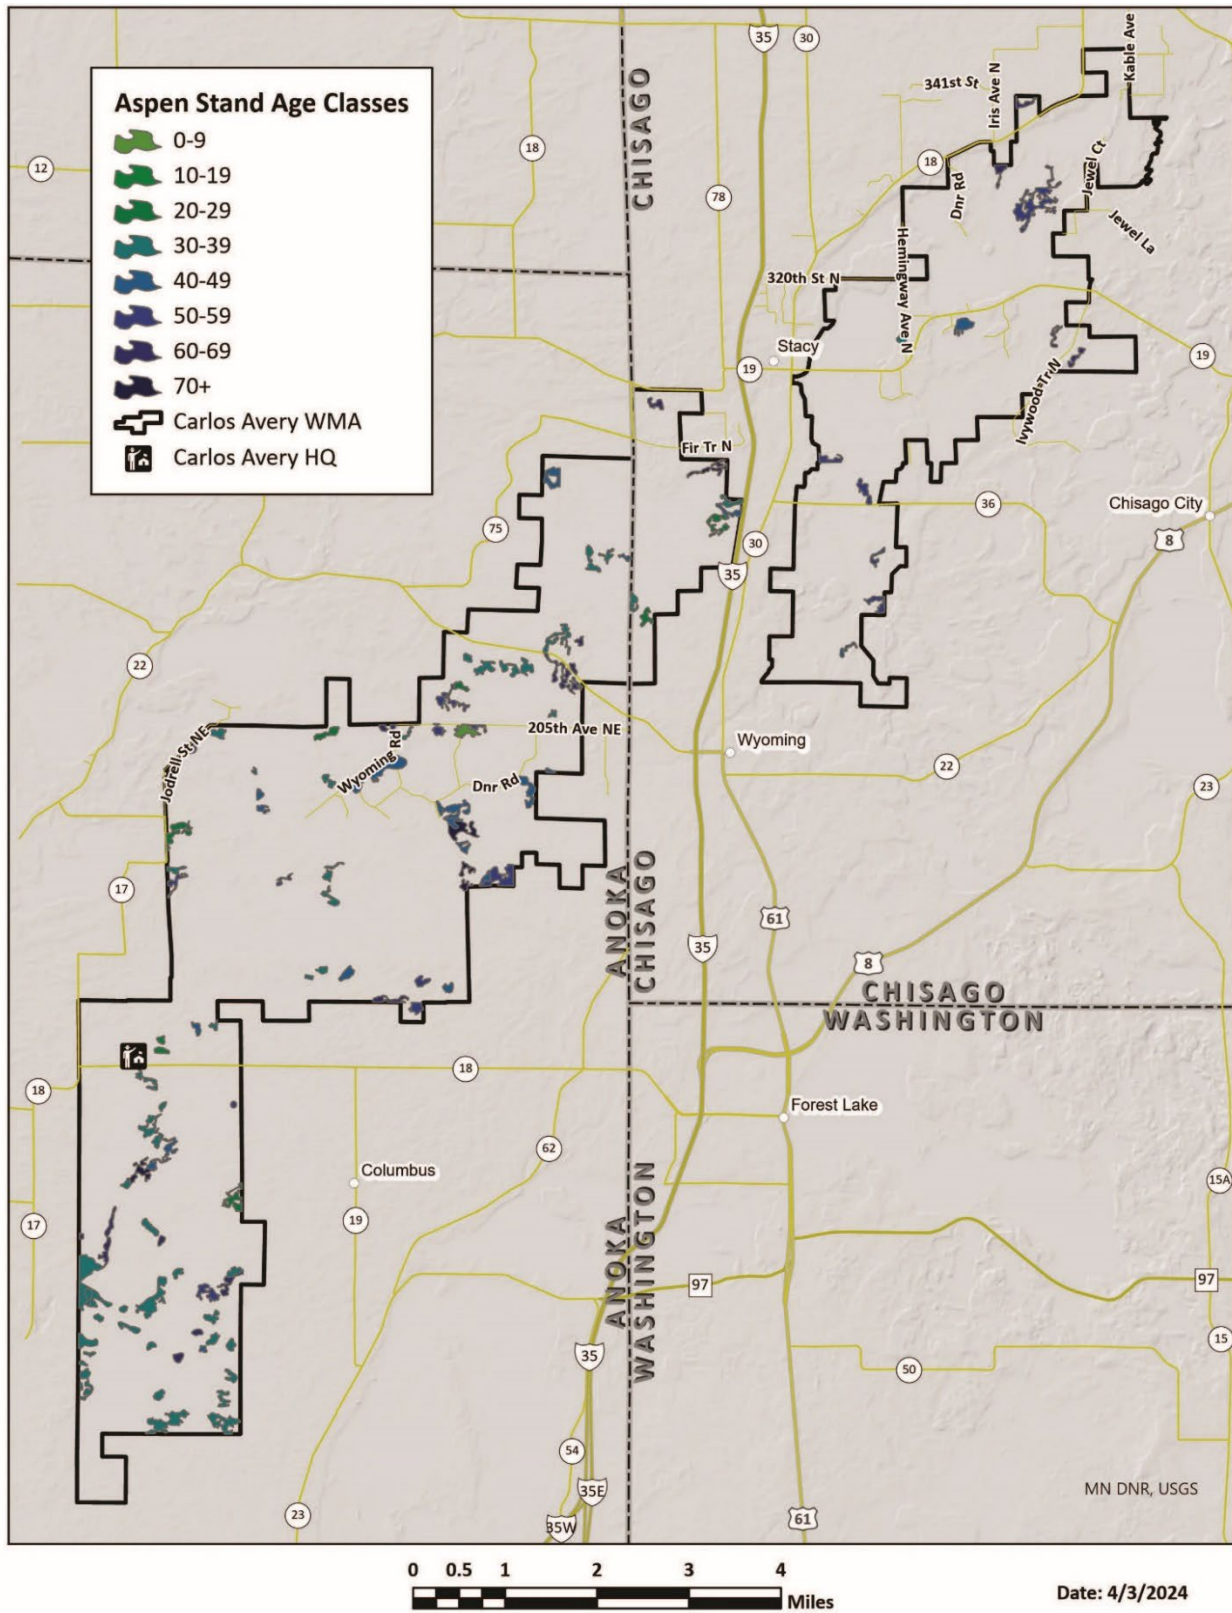 Aspen Stand Age Classes
0-9
10-19
20-29
30-39
40-49
50-59
60-69
70+
Carlos Avery WMA
Carlos Avery HQ
35
30
Kable Ave
Iris Ave N
341st St
CHISAGO
12
18
78
18
Dnr Rd
Jewel Ct
Jewel La
Hemingway Ave N
320th St N
Stacy
19
19
Ivywood Tr N
Fir Tr N
75
36
Chisago City
8
30
35
22
Jodrell St NE
205th Ave NE
Wyoming Rd
Dnr Rd
Wyoming
22
23
17
ANOKA
CHISAGO
61
35
8
CHISAGO
WASHINGTON
18
18
Forest Lake
62
Columbus
15A
17
19
ANOKA
WASHINGTON
97
97
35
15
50
54
35E
35W
23
61
MN DNR, USGS
0 0.5 1 2 3 4
Miles
Date: 4/3/2024